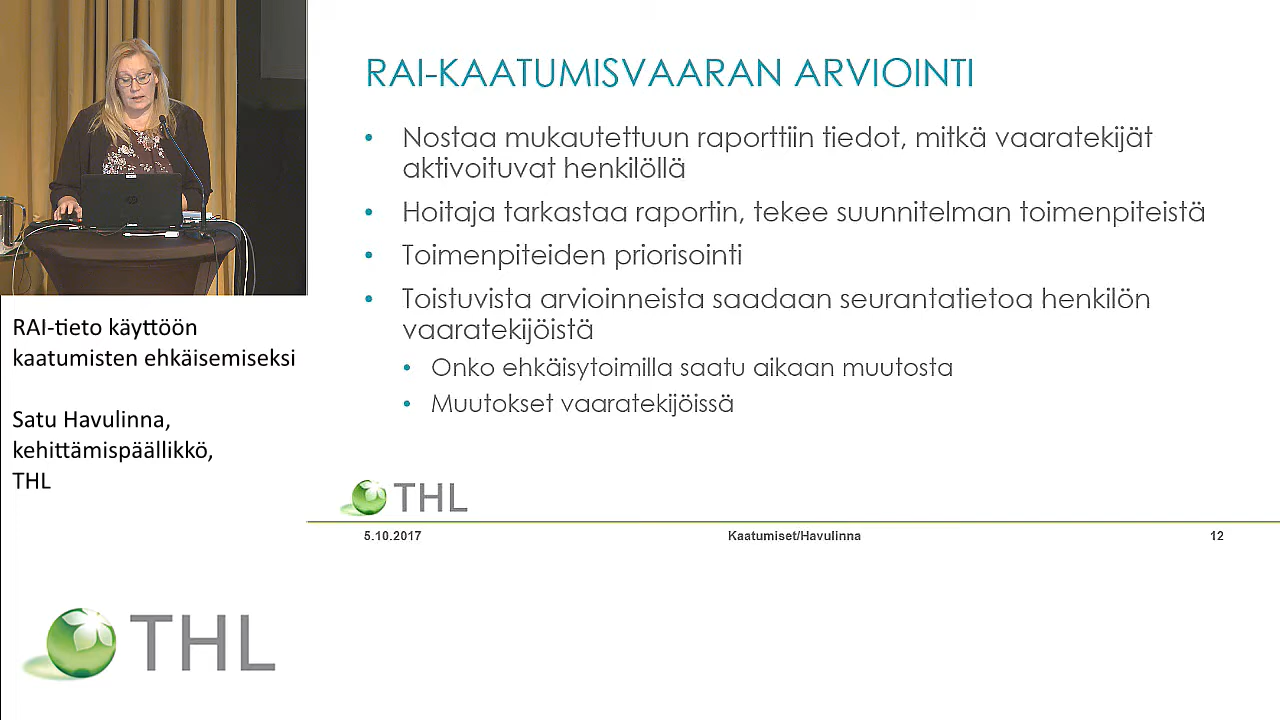 RAI-KAATUMISVAARAN ARVIOINTI
• Nostaa mukautettuun raporttiin tiedot, mitkä vaaratekijät
aktivoituvat henkilöllä
• Hoitaja tarkastaa raportin, tekee suunnitelman toimenpiteistä
• Toimenpiteiden priorisointi
• Toistuvista arvioinneista saadaan seurantatietoa henkilön
vaaratekijöistä
• Onko ehkäisytoimilla saatu aikaan muutosta
• Muutokset vaaratekijöissä
THL
5.10.2017 Kaatumiset/Havulinna 12
RAI-tieto käyttöön
kaatumisten ehkäisemiseksi
Satu Havulinna,
kehittämispäällikkö,
THL
THL